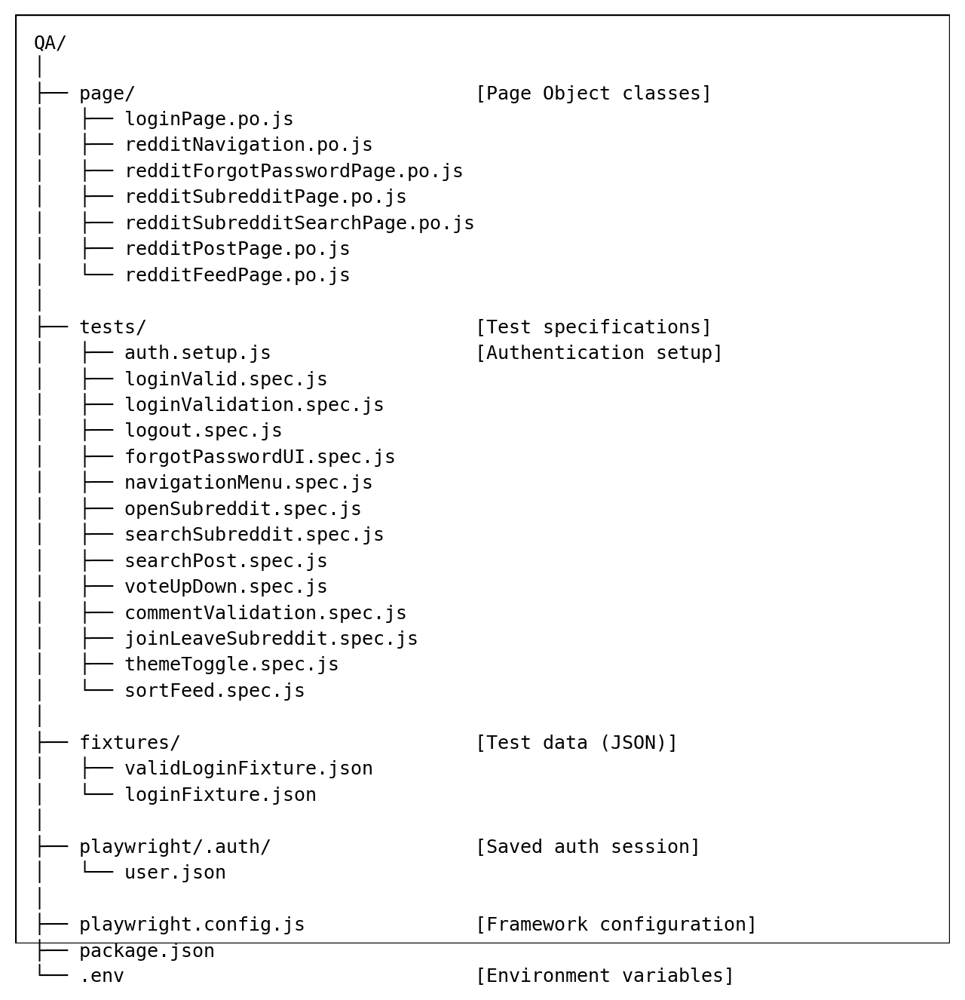 QA/
│
├── page/                                   [Page Object classes]
│   ├── loginPage.po.js
│   ├── redditNavigation.po.js
│   ├── redditForgotPasswordPage.po.js
│   ├── redditSubredditPage.po.js
│   ├── redditSubredditSearchPage.po.js
│   ├── redditPostPage.po.js
│   └── redditFeedPage.po.js
│
├── tests/                                  [Test specifications]
│   ├── auth.setup.js                       [Authentication setup]
│   ├── loginValid.spec.js
│   ├── loginValidation.spec.js
│   ├── logout.spec.js
│   ├── forgotPasswordUI.spec.js
│   ├── navigationMenu.spec.js
│   ├── openSubreddit.spec.js
│   ├── searchSubreddit.spec.js
│   ├── searchPost.spec.js
│   ├── voteUpDown.spec.js
│   ├── commentValidation.spec.js
│   ├── joinLeaveSubreddit.spec.js
│   ├── themeToggle.spec.js
│   └── sortFeed.spec.js
│
├── fixtures/                               [Test data (JSON)]
│   ├── validLoginFixture.json
│   └── loginFixture.json
│
├── playwright/.auth/                       [Saved auth session]
│   └── user.json
│
├── playwright.config.js                    [Framework configuration]
├── package.json
└── .env                                    [Environment variables]